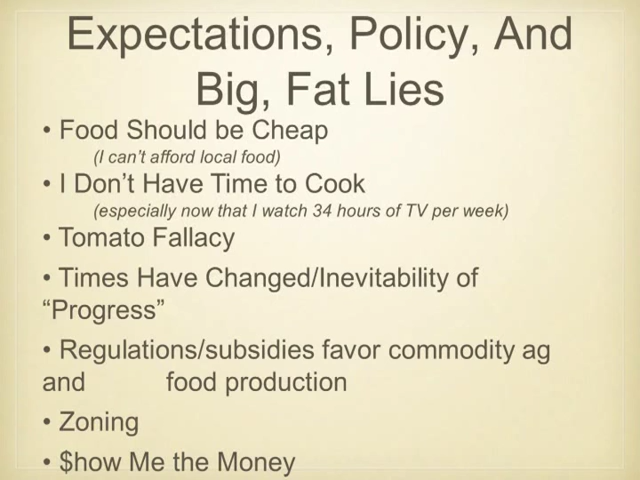 Expectations, Policy, And
Big, Fat Lies
• Food Should be Cheap
(I can’t afford local food)
• I Don’t Have Time to Cook
(especially now that I watch 34 hours of TV per week)
• Tomato Fallacy
• Times Have Changed/Inevitability of
“Progress”
• Regulations/subsidies favor commodity ag
and food production
• Zoning
• $how Me the Money